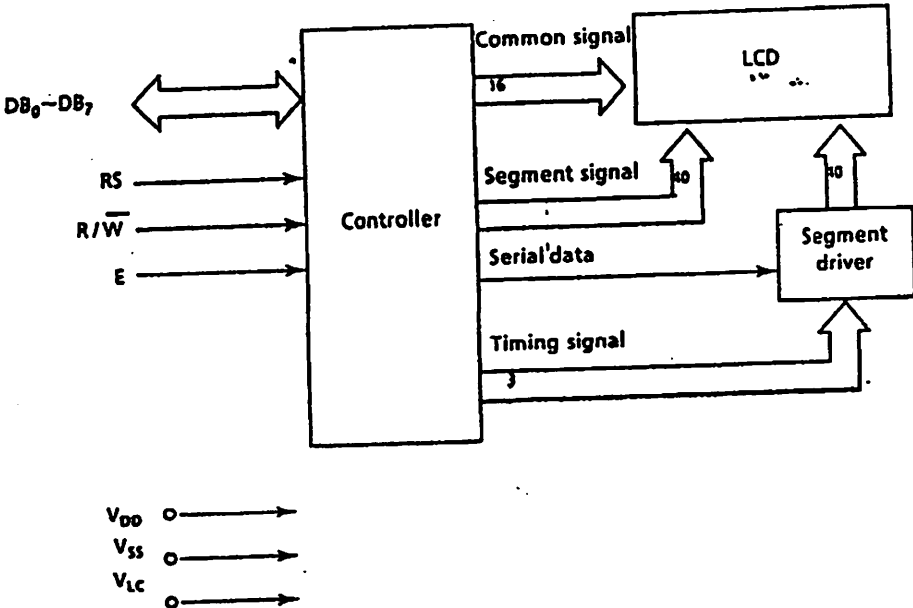 Common signal
LCD
16
DB0~DB7
RS
Segment signal
40
40
R/W̅
Controller
Segment
driver
E
Serial data
Timing signal
3
VDD
VSS
VLC